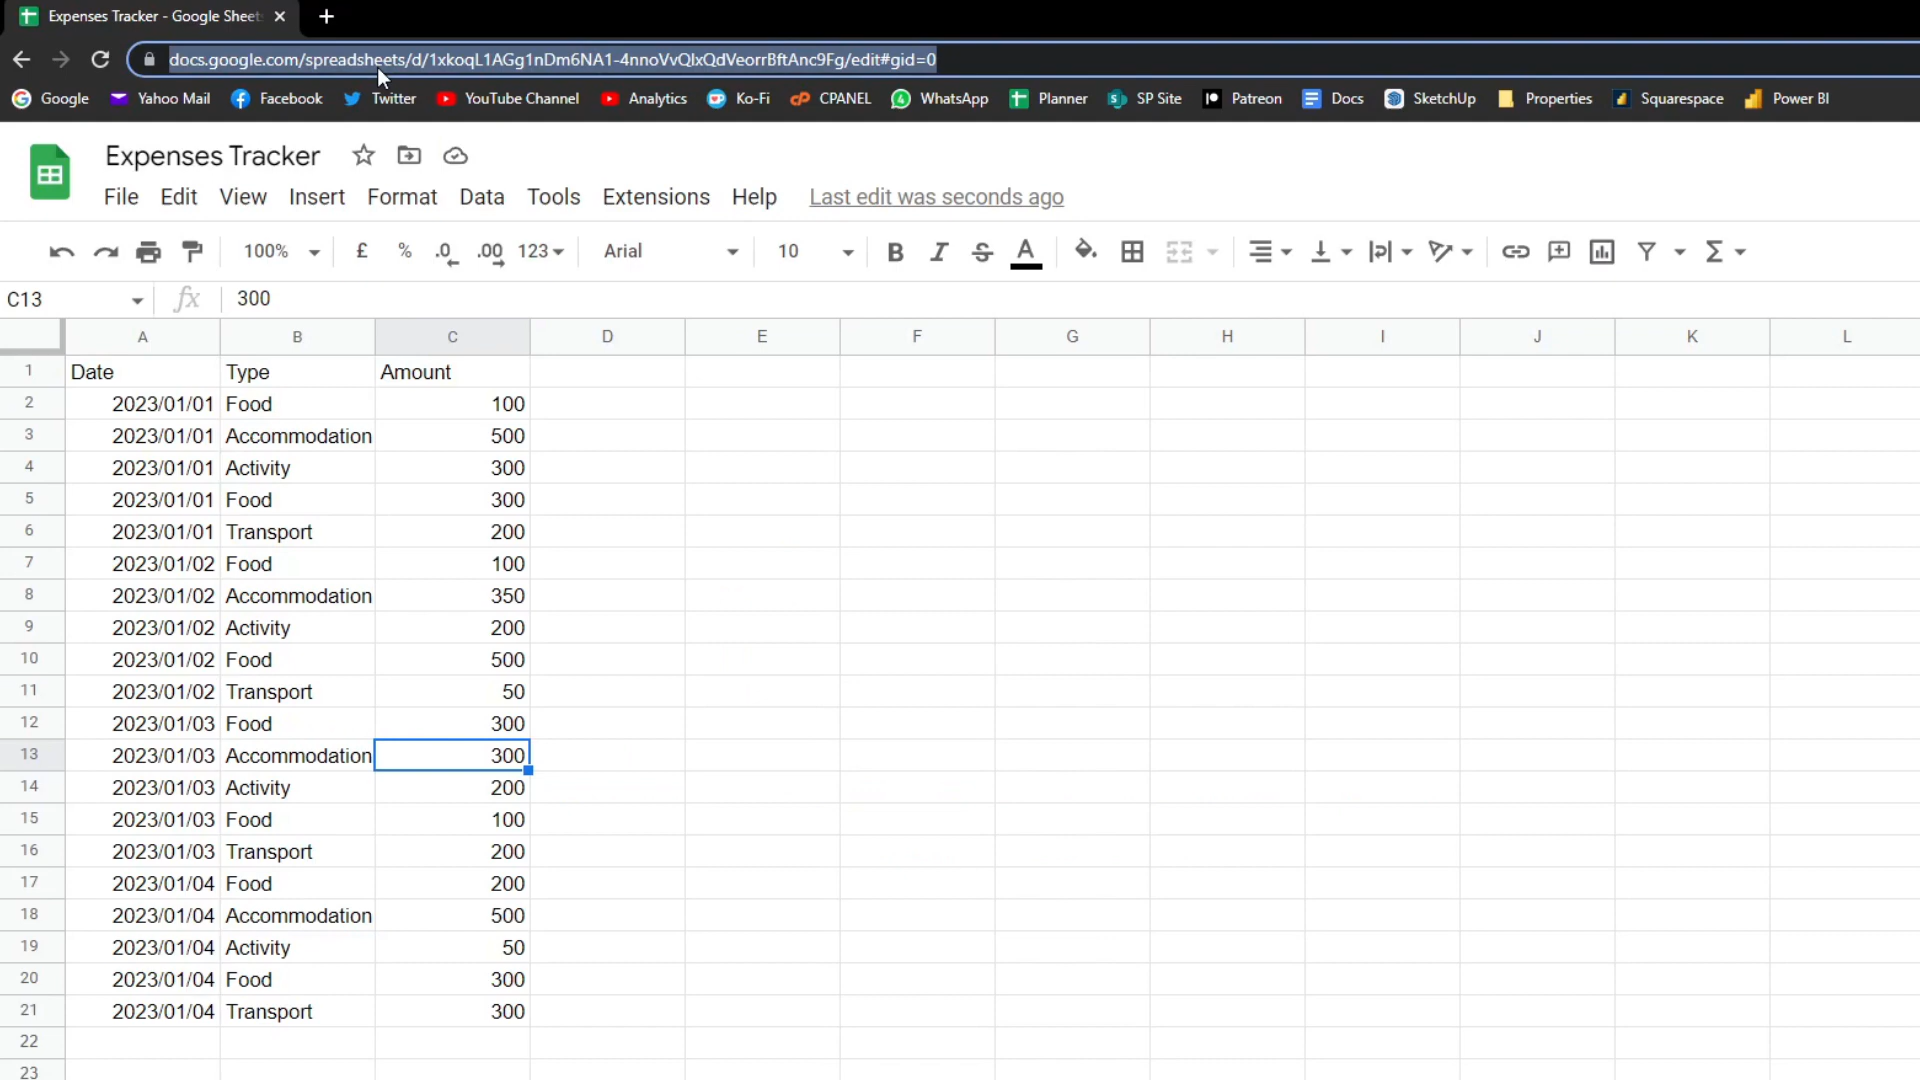 Expenses Tracker - Google Sheets
docs.google.com/spreadsheets/d/1xkoqL1AGg1nDm6NA1-4nnoVvQlxQdVeorrBftAnc9Fg/edit#gid=0
Google Yahoo Mail Facebook Twitter YouTube Channel Analytics Ko-Fi CPANEL WhatsApp Planner SP Site Patreon Docs SketchUp Properties Squarespace Power BI
Expenses Tracker
File Edit View Insert Format Data Tools Extensions Help Last edit was seconds ago
100% £ % .0 .00 123 Arial 10 B I S A Σ
C13 fx 300
A B C D E F G H I J K L
1 Date Type Amount
2 2023/01/01 Food 100
3 2023/01/01 Accommodation 500
4 2023/01/01 Activity 300
5 2023/01/01 Food 300
6 2023/01/01 Transport 200
7 2023/01/02 Food 100
8 2023/01/02 Accommodation 350
9 2023/01/02 Activity 200
10 2023/01/02 Food 500
11 2023/01/02 Transport 50
12 2023/01/03 Food 300
13 2023/01/03 Accommodation 300
14 2023/01/03 Activity 200
15 2023/01/03 Food 100
16 2023/01/03 Transport 200
17 2023/01/04 Food 200
18 2023/01/04 Accommodation 500
19 2023/01/04 Activity 50
20 2023/01/04 Food 300
21 2023/01/04 Transport 300
22
23